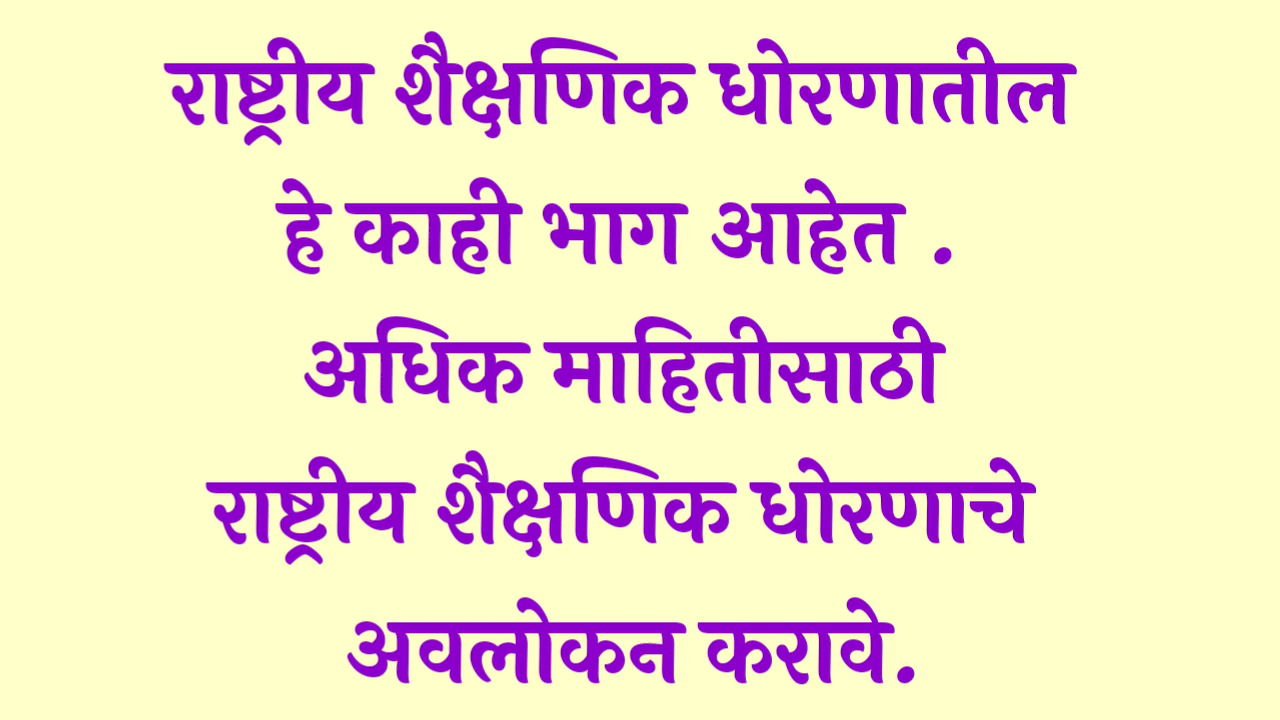 राष्ट्रीय शैक्षणिक धोरणातील
हे काही भाग आहेत .
अधिक माहितीसाठी
राष्ट्रीय शैक्षणिक धोरणाचे
अवलोकन करावे.